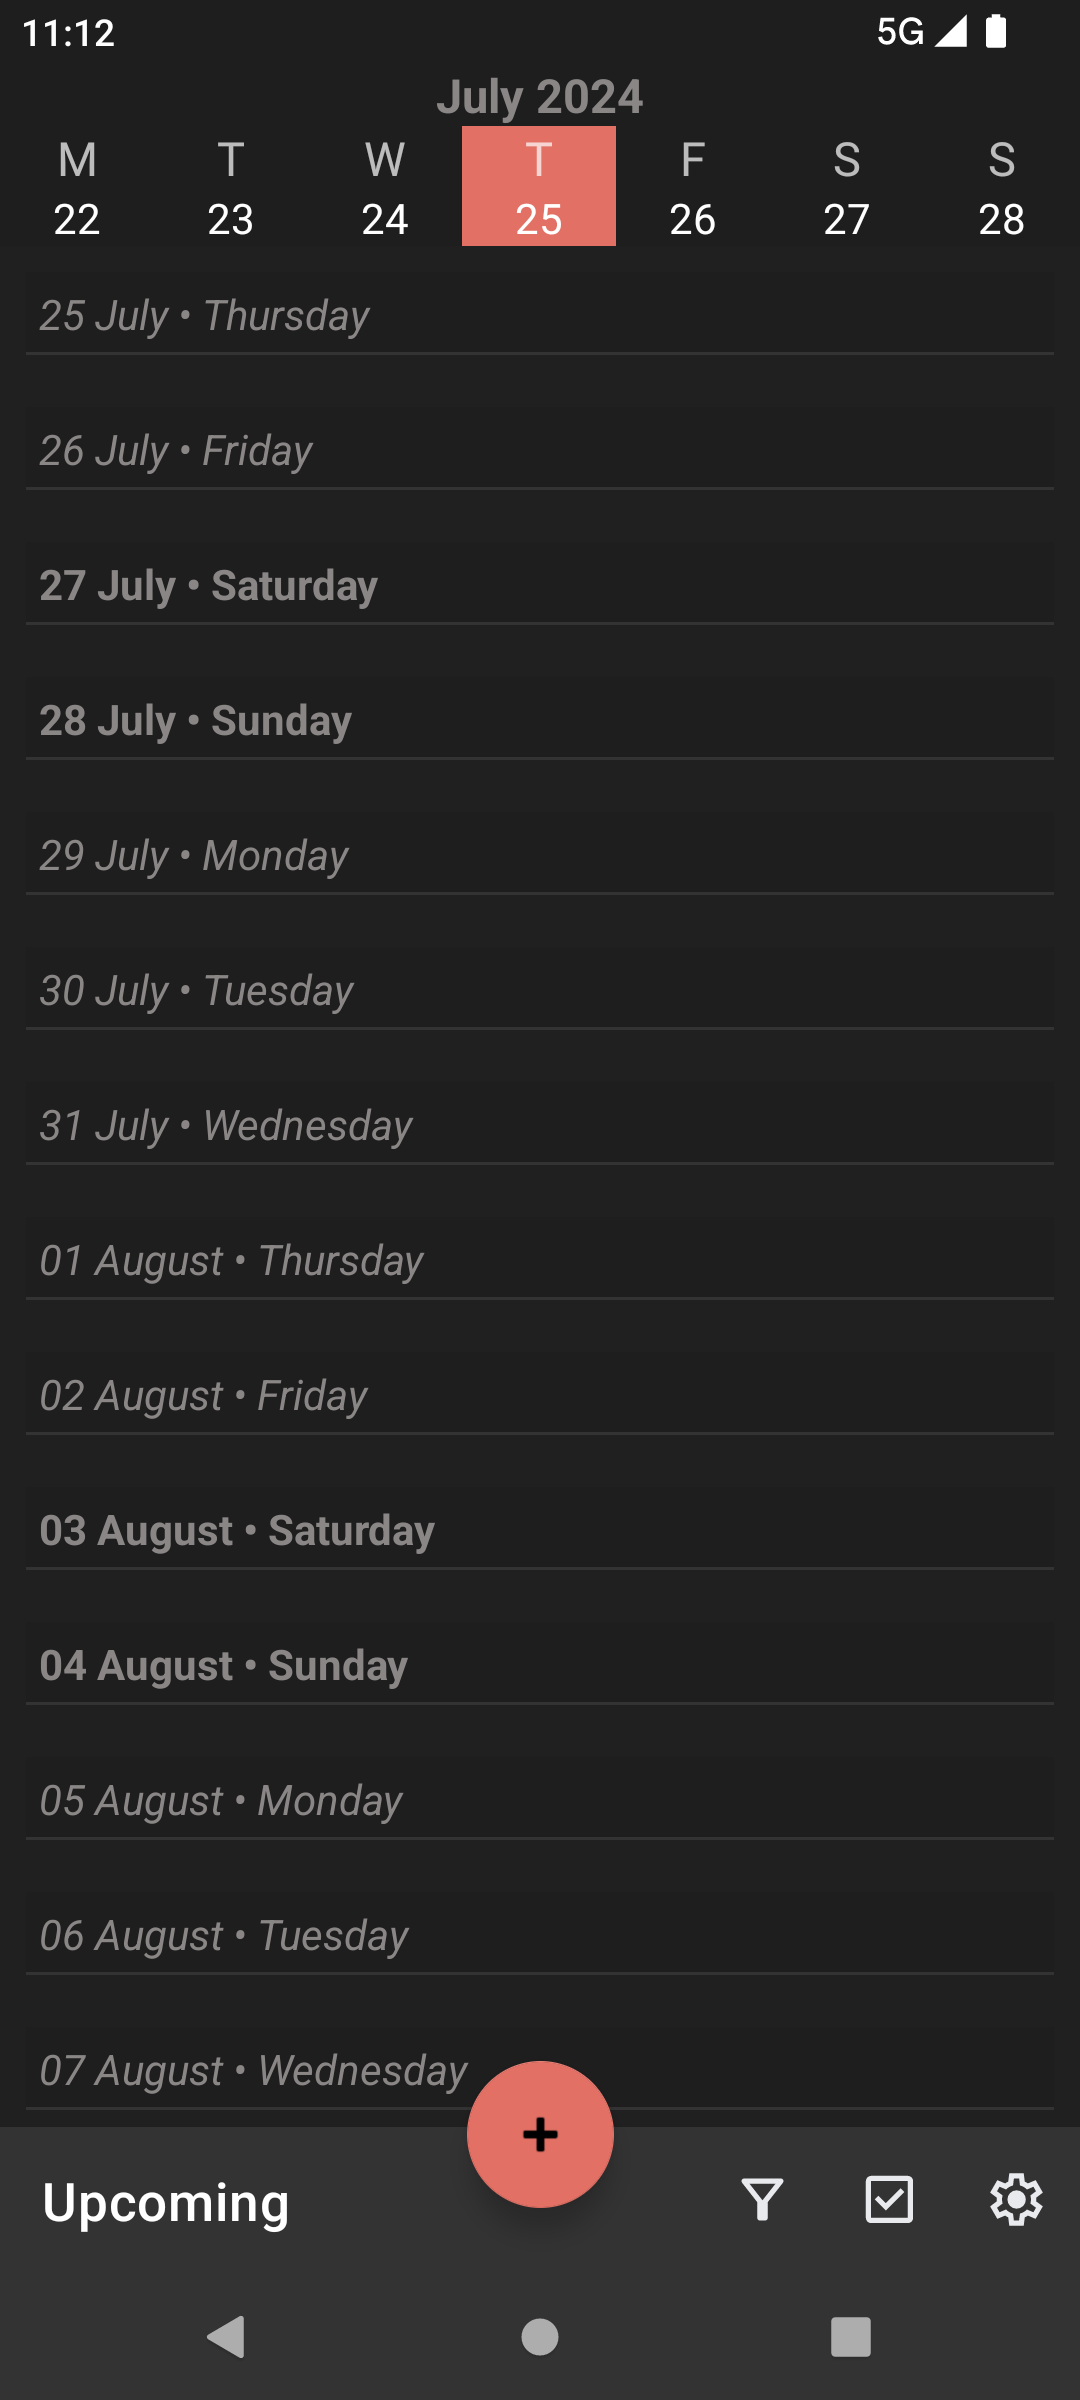 11:12 5G
July 2024
M T W T F S S
22 23 24 25 26 27 28
25 July • Thursday
26 July • Friday
27 July • Saturday
28 July • Sunday
29 July • Monday
30 July • Tuesday
31 July • Wednesday
01 August • Thursday
02 August • Friday
03 August • Saturday
04 August • Sunday
05 August • Monday
06 August • Tuesday
07 August • Wednesday
Upcoming